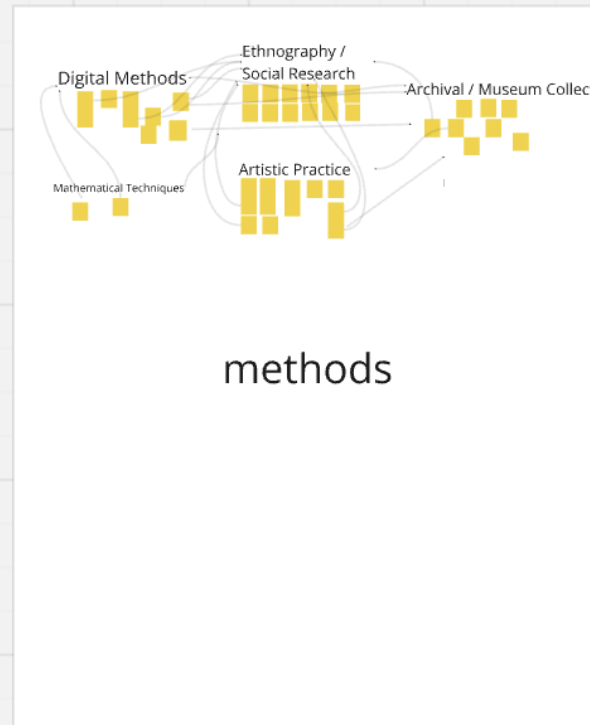 Ethnography /
Social Research
Digital Methods
Archival / Museum Collec
Mathematical Techniques
Artistic Practice
methods